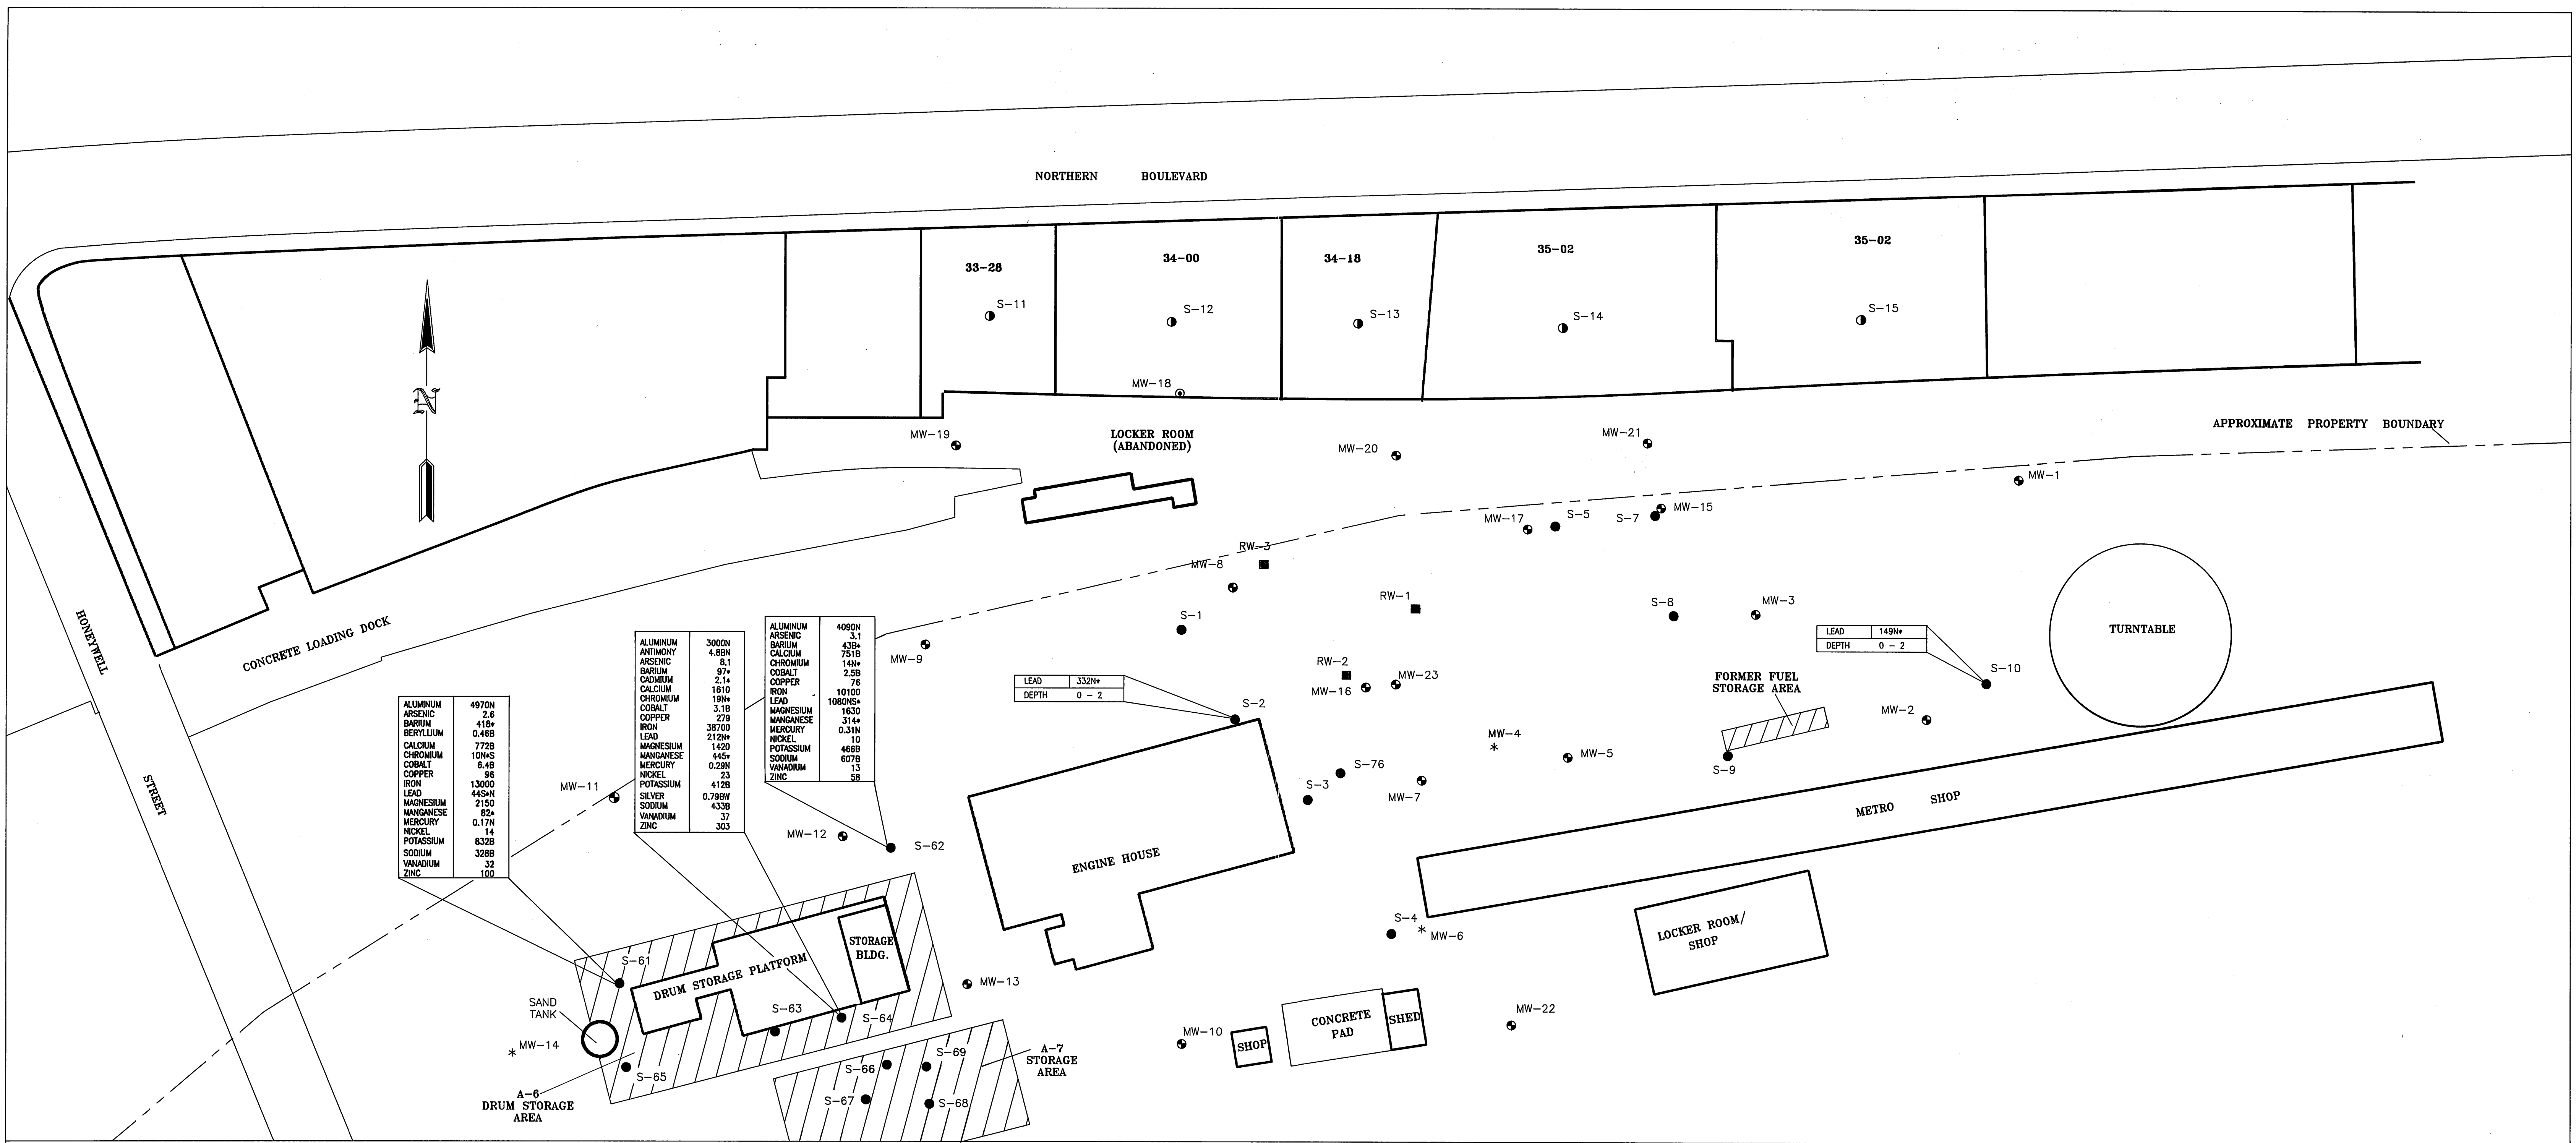 NORTHERN BOULEVARD
33-28
34-00
34-18
35-02
35-02
S-11
S-12
S-13
S-14
S-15
N
MW-18
MW-19
LOCKER ROOM
(ABANDONED)
MW-20
MW-21
APPROXIMATE PROPERTY BOUNDARY
MW-1
MW-17
S-5
S-7
MW-15
RW-3
MW-8
RW-1
S-1
S-8
MW-3
TURNTABLE
HONEYWELL
STREET
CONCRETE LOADING DOCK
MW-9
RW-2
MW-16
MW-23
LEAD 149N*
DEPTH 0 - 2
S-10
LEAD 332N*
DEPTH 0 - 2
S-2
FORMER FUEL
STORAGE AREA
MW-2
MW-4
MW-5
S-9
S-76
S-3
MW-7
METRO SHOP
ALUMINUM 4970N
ARSENIC 2.6
BARIUM 418*
BERYLLIUM 0.46B
CALCIUM 772B
CHROMIUM 10N*S
COBALT 6.4B
COPPER 96
IRON 13000
LEAD 44S*N
MAGNESIUM 2150
MANGANESE 82*
MERCURY 0.17N
NICKEL 14
POTASSIUM 832B
SODIUM 328B
VANADIUM 32
ZINC 100
ALUMINUM 3000N
ANTIMONY 4.8BN
ARSENIC 8.1
BARIUM 97*
CADMIUM 2.1*
CALCIUM 1610
CHROMIUM 19N*
COBALT 3.1B
COPPER 279
IRON 38700
LEAD 212N*
MAGNESIUM 1420
MANGANESE 445*
MERCURY 0.29N
NICKEL 23
POTASSIUM 412B
SILVER 0.79BW
SODIUM 433B
VANADIUM 37
ZINC 303
ALUMINUM 4090N
ARSENIC 3.1
BARIUM 43B*
CALCIUM 751B
CHROMIUM 14N*
COBALT 2.5B
COPPER 76
IRON 10100
LEAD 1080NS*
MAGNESIUM 1630
MANGANESE 314*
MERCURY 0.31N
NICKEL 10
POTASSIUM 466B
SODIUM 607B
VANADIUM 13
ZINC 58
MW-11
MW-12
S-62
ENGINE HOUSE
S-4
MW-6
LOCKER ROOM/
SHOP
S-61
DRUM STORAGE PLATFORM
STORAGE
BLDG.
SAND
TANK
MW-14
S-63
S-64
MW-13
S-65
A-6
DRUM STORAGE
AREA
S-66
S-69
S-67
S-68
A-7
STORAGE
AREA
MW-10
SHOP
CONCRETE
PAD
SHED
MW-22